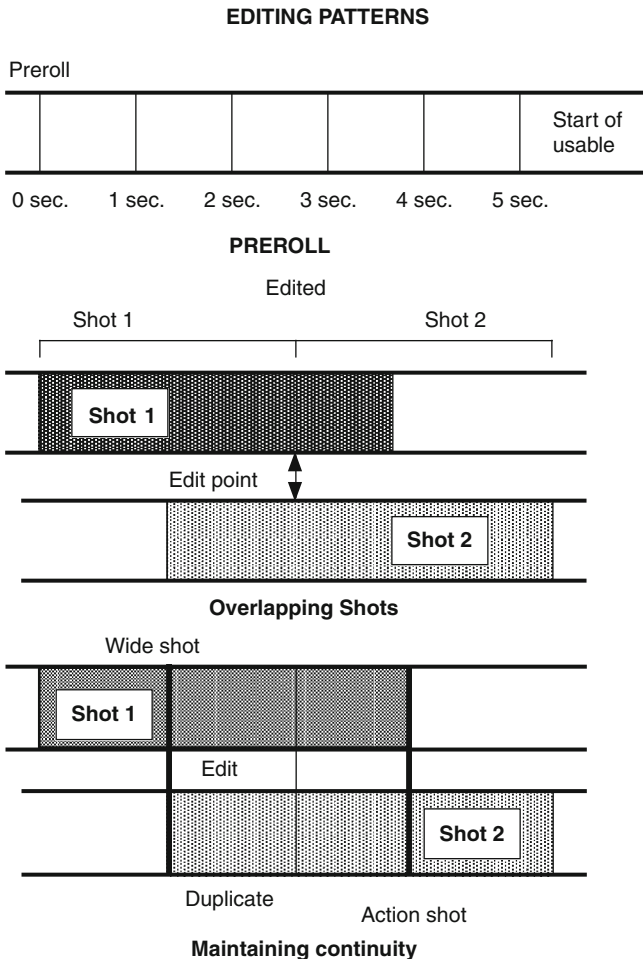 EDITING PATTERNS
Preroll
Start of
usable
0 sec. 1 sec. 2 sec. 3 sec. 4 sec. 5 sec.
PREROLL
Edited
Shot 1 Shot 2
Shot 1
Edit point
Shot 2
Overlapping Shots
Wide shot
Shot 1
Edit
Shot 2
Duplicate
Action shot
Maintaining continuity